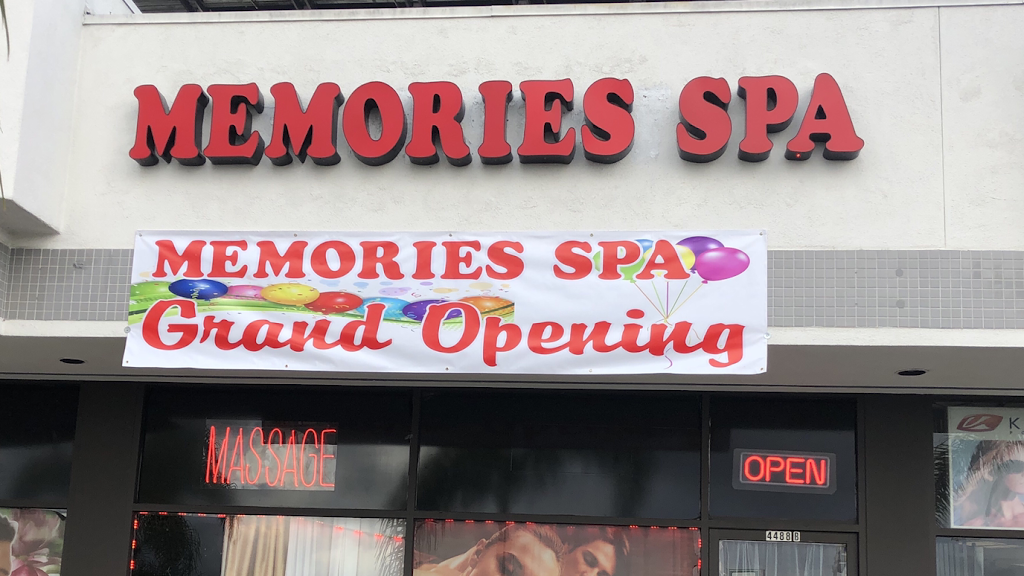 MEMORIES SPA
MEMORIES SPA
Grand Opening
MASSAGE
OPEN
4488 B
K